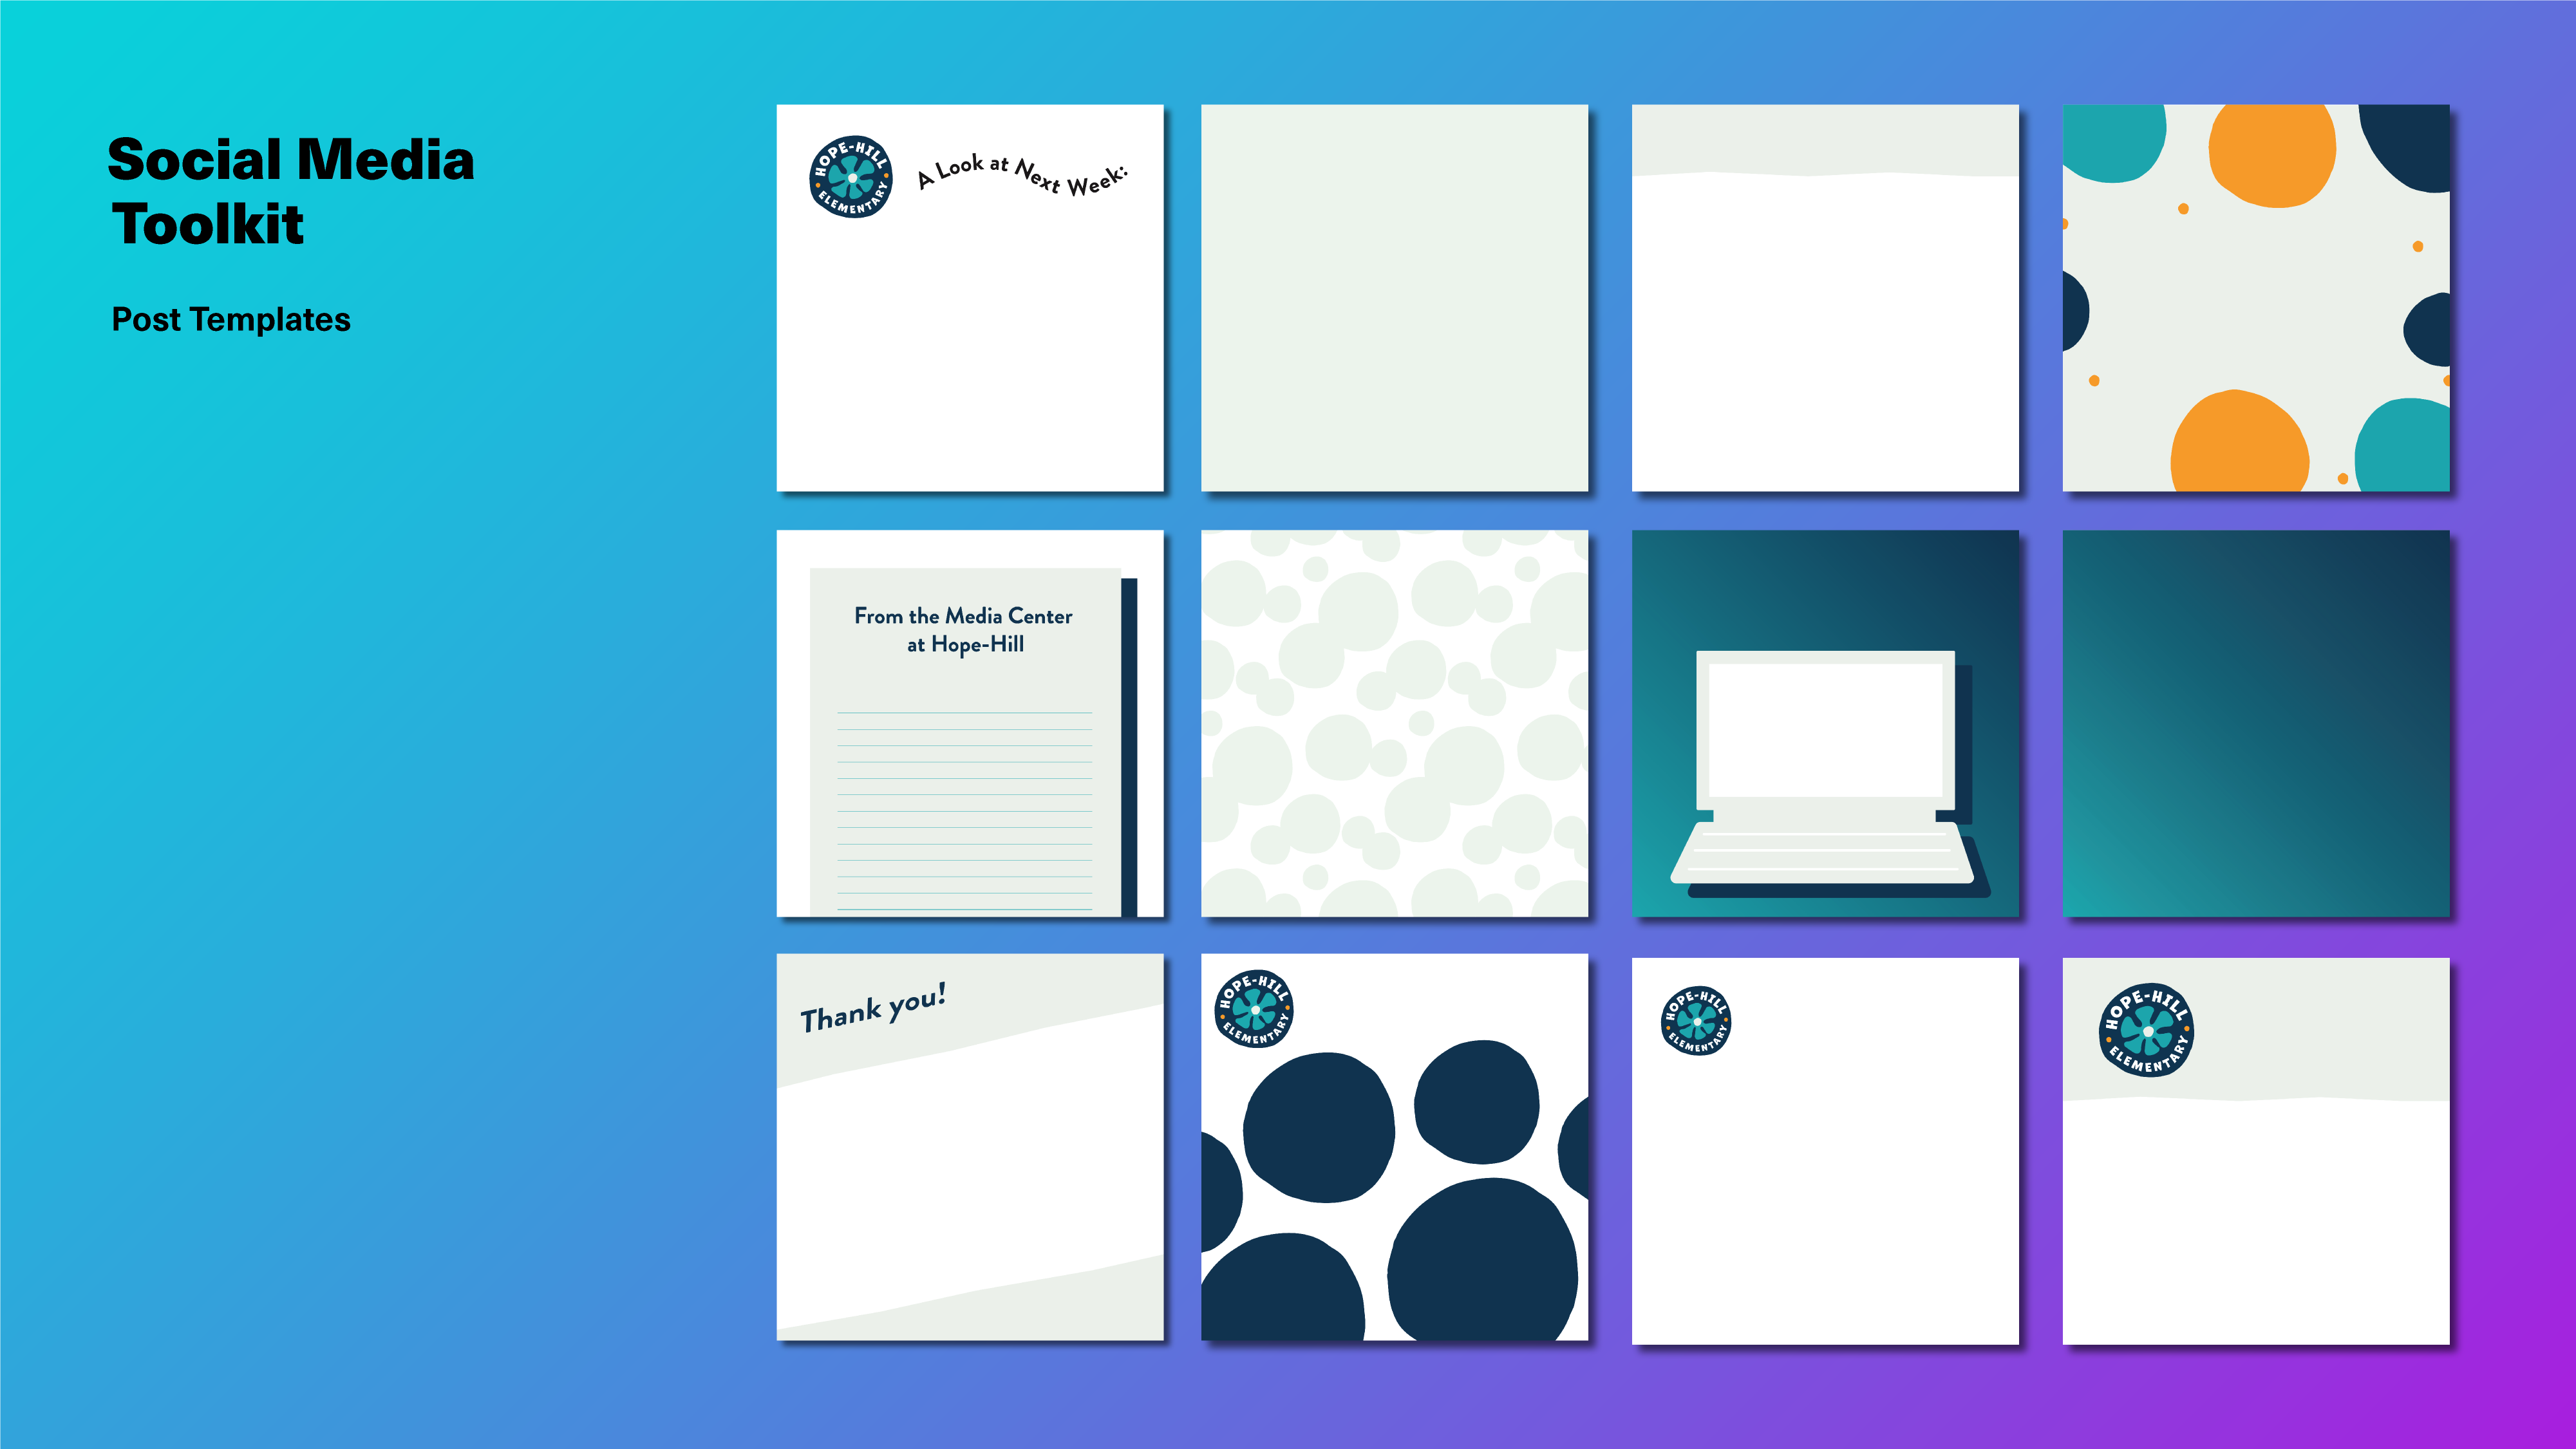 Social Media
Toolkit
Post Templates
HOPE-HILL
ELEMENTARY
A Look at Next Week:
From the Media Center
at Hope-Hill
Thank you!
HOPE-HILL
ELEMENTARY
HOPE-HILL
ELEMENTARY
HOPE-HILL
ELEMENTARY